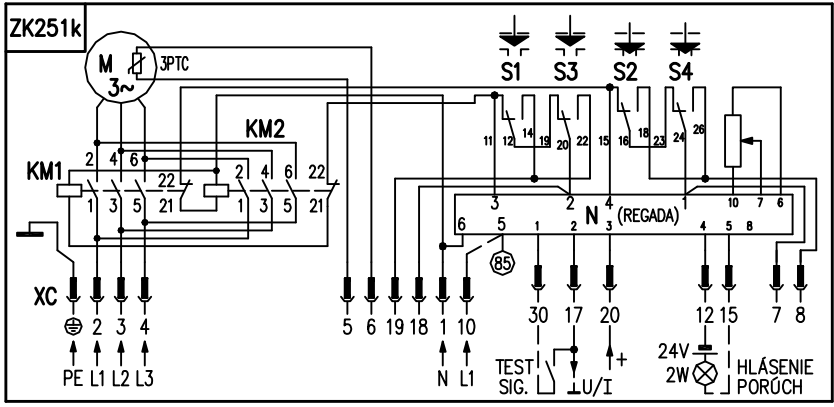 ZK251k
M
3~
3PTC
S1 S3 S2 S4
KM2
KM1
2 4 6
22
2 4 6
22
1 3 5
21
1 3 5
21
11 12 14 19 20 22 15 16 18 23 24 26
3 2 4 1 10 7 6
N (REGADA)
6 5 1 2 3 4 5 8
85
XC
2 3 4 5 6 19 18 1 10 30 17 20 12 15 7 8
PE L1 L2 L3 N L1
TEST
SIG.
U/I
+
24V
2W
HLÁSENIE
PORÚCH